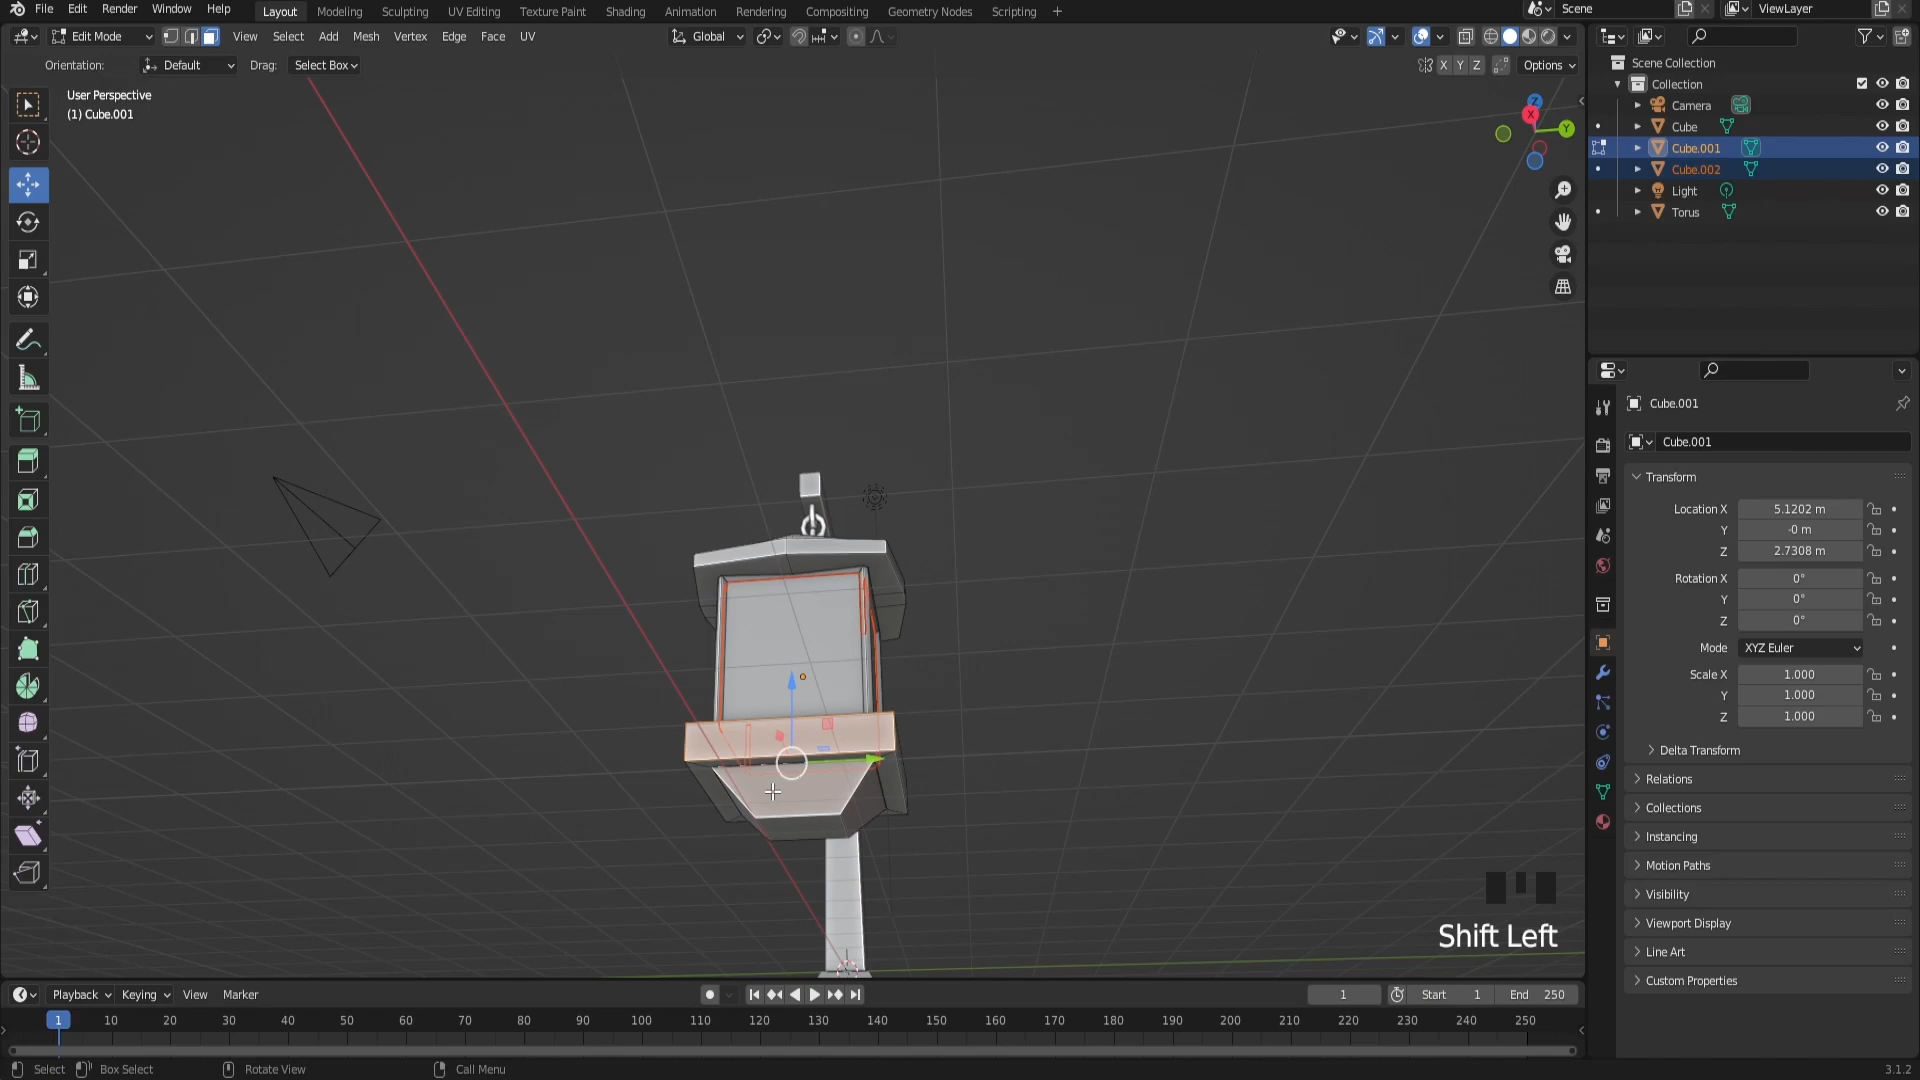 File Edit Render Window Help Layout Modeling Sculpting UV Editing Texture Paint Shading Animation Rendering Compositing Geometry Nodes Scripting + Scene ViewLayer
Edit Mode View Select Add Mesh Vertex Edge Face UV Global
Orientation: Default Drag: Select Box X Y Z Options
User Perspective
(1) Cube.001
Z
X
Y
Scene Collection
Collection
Camera
Cube
Cube.001
Cube.002
Light
Torus
Cube.001
Cube.001
Transform
Location X 5.1202 m
Y -0 m
Z 2.7308 m
Rotation X 0°
Y 0°
Z 0°
Mode XYZ Euler
Scale X 1.000
Y 1.000
Z 1.000
Delta Transform
Relations
Collections
Instancing
Motion Paths
Visibility
Viewport Display
Line Art
Custom Properties
Shift Left
Playback Keying View Marker 1 Start 1 End 250
1 10 20 30 40 50 60 70 80 90 100 110 120 130 140 150 160 170 180 190 200 210 220 230 240 250
Select Box Select Rotate View Call Menu 3.1.2